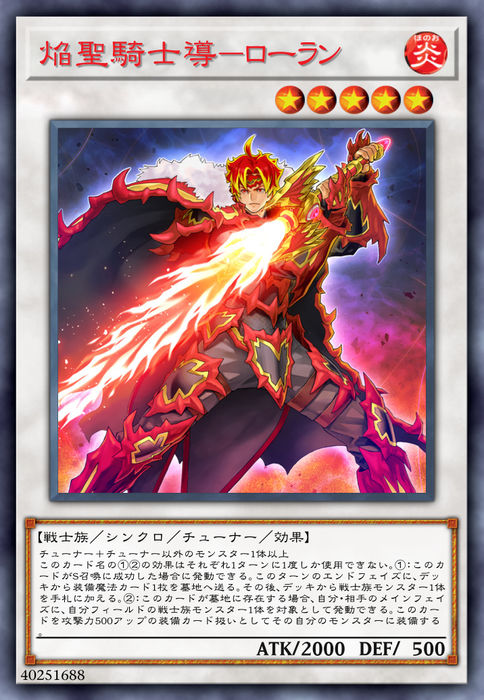 焔聖騎士導－ローラン
ほのお
炎
【戦士族／シンクロ／チューナー／効果】
チューナー＋チューナー以外のモンスター1体以上
このカード名の①②の効果はそれぞれ1ターンに1度しか使用できない。①：この
カードがS召喚に成功した場合に発動できる。このターンのエンドフェイズに、デッ
キから装備魔法カード1枚を墓地へ送る。その後、デッキから戦士族モンスター1体
を手札に加える。②：このカードが墓地に存在する場合、自分・相手のメインフェイ
ズに、自分フィールドの戦士族モンスター1体を対象として発動できる。このカー
ドを攻撃力500アップの装備カード扱いとしてその自分のモンスターに装備する
。
ATK/2000 DEF/ 500
40251688